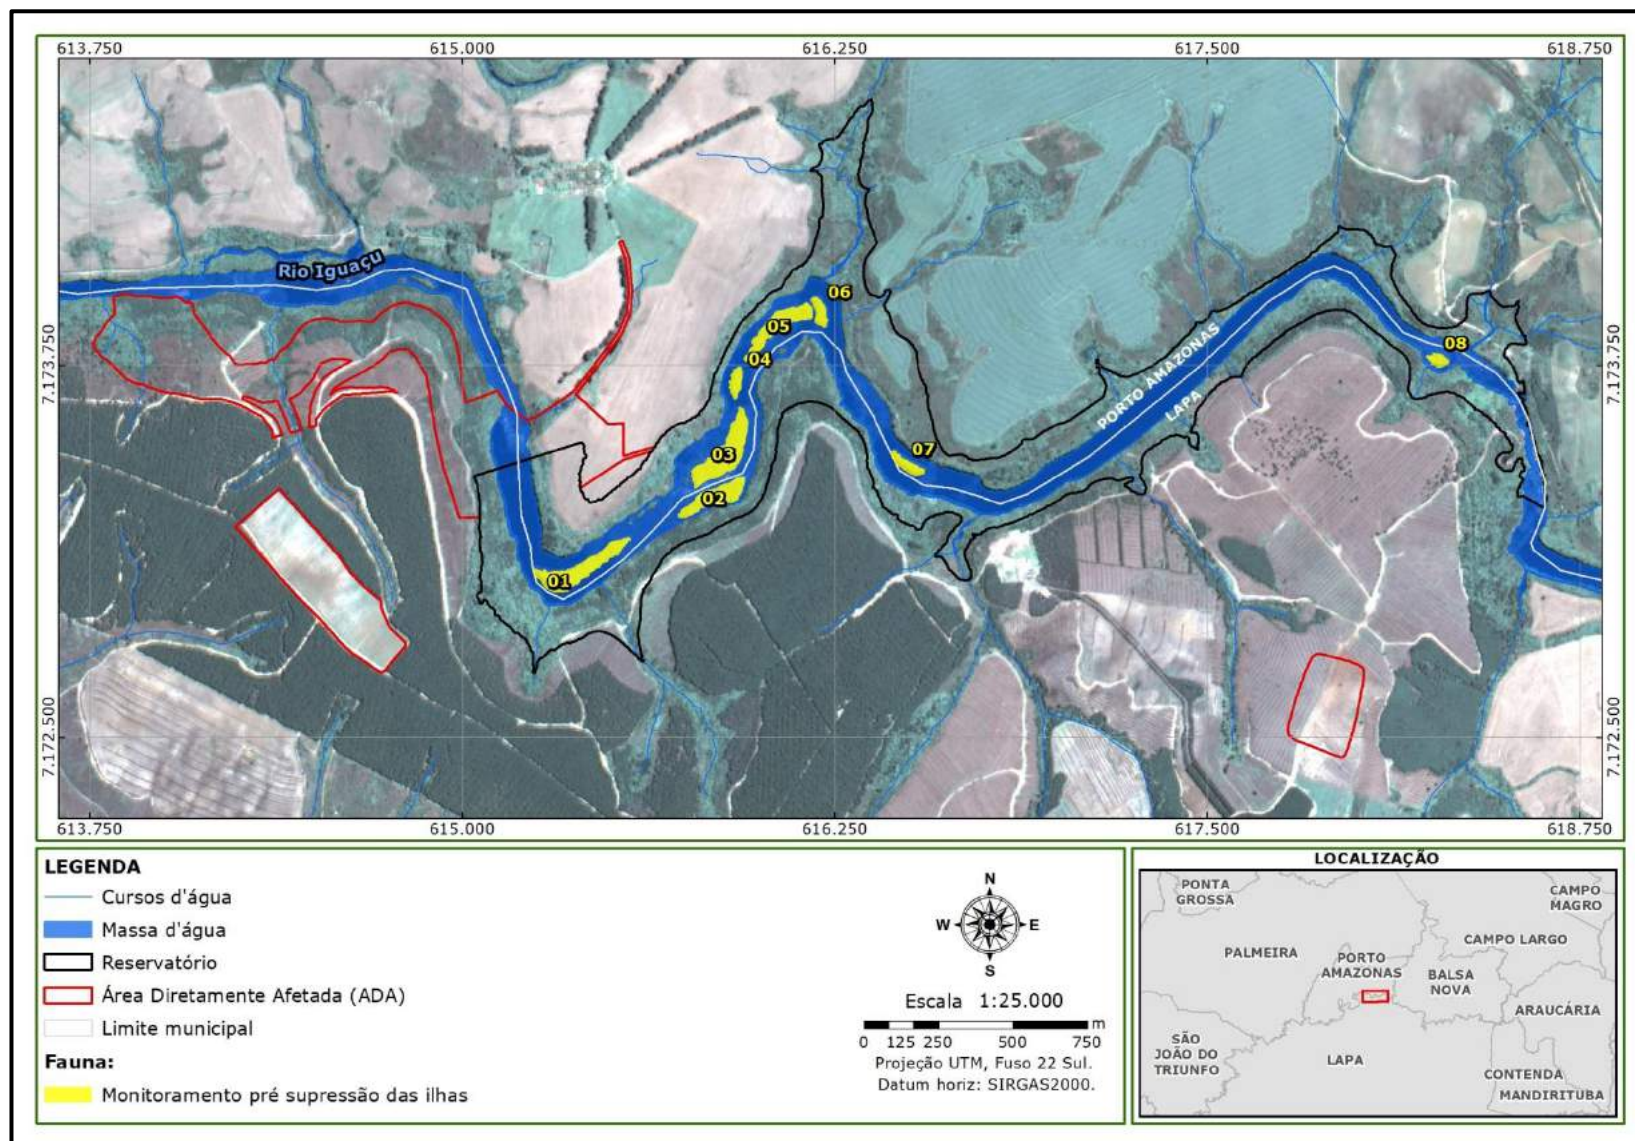 613.750
615.000
616.250
617.500
618.750
Rio Iguaçu
06
05
04
03
02
01
07
08
PORTO AMAZONAS
LAPA
7.173.750
7.173.750
7.172.500
7.172.500
613.750
615.000
616.250
617.500
618.750
LEGENDA
Cursos d'água
Massa d'água
Reservatório
Área Diretamente Afetada (ADA)
Limite municipal
Fauna:
Monitoramento pré supressão das ilhas
N
W
E
S
Escala 1:25.000
m
0 125 250 500 750
Projeção UTM, Fuso 22 Sul.
Datum horiz: SIRGAS2000.
LOCALIZAÇÃO
PONTA
GROSSA
CAMPO
MAGRO
CAMPO LARGO
PALMEIRA
PORTO
AMAZONAS
BALSA
NOVA
ARAUCÁRIA
SÃO
JOÃO DO
TRIUNFO
LAPA
CONTENDA
MANDIRITUBA